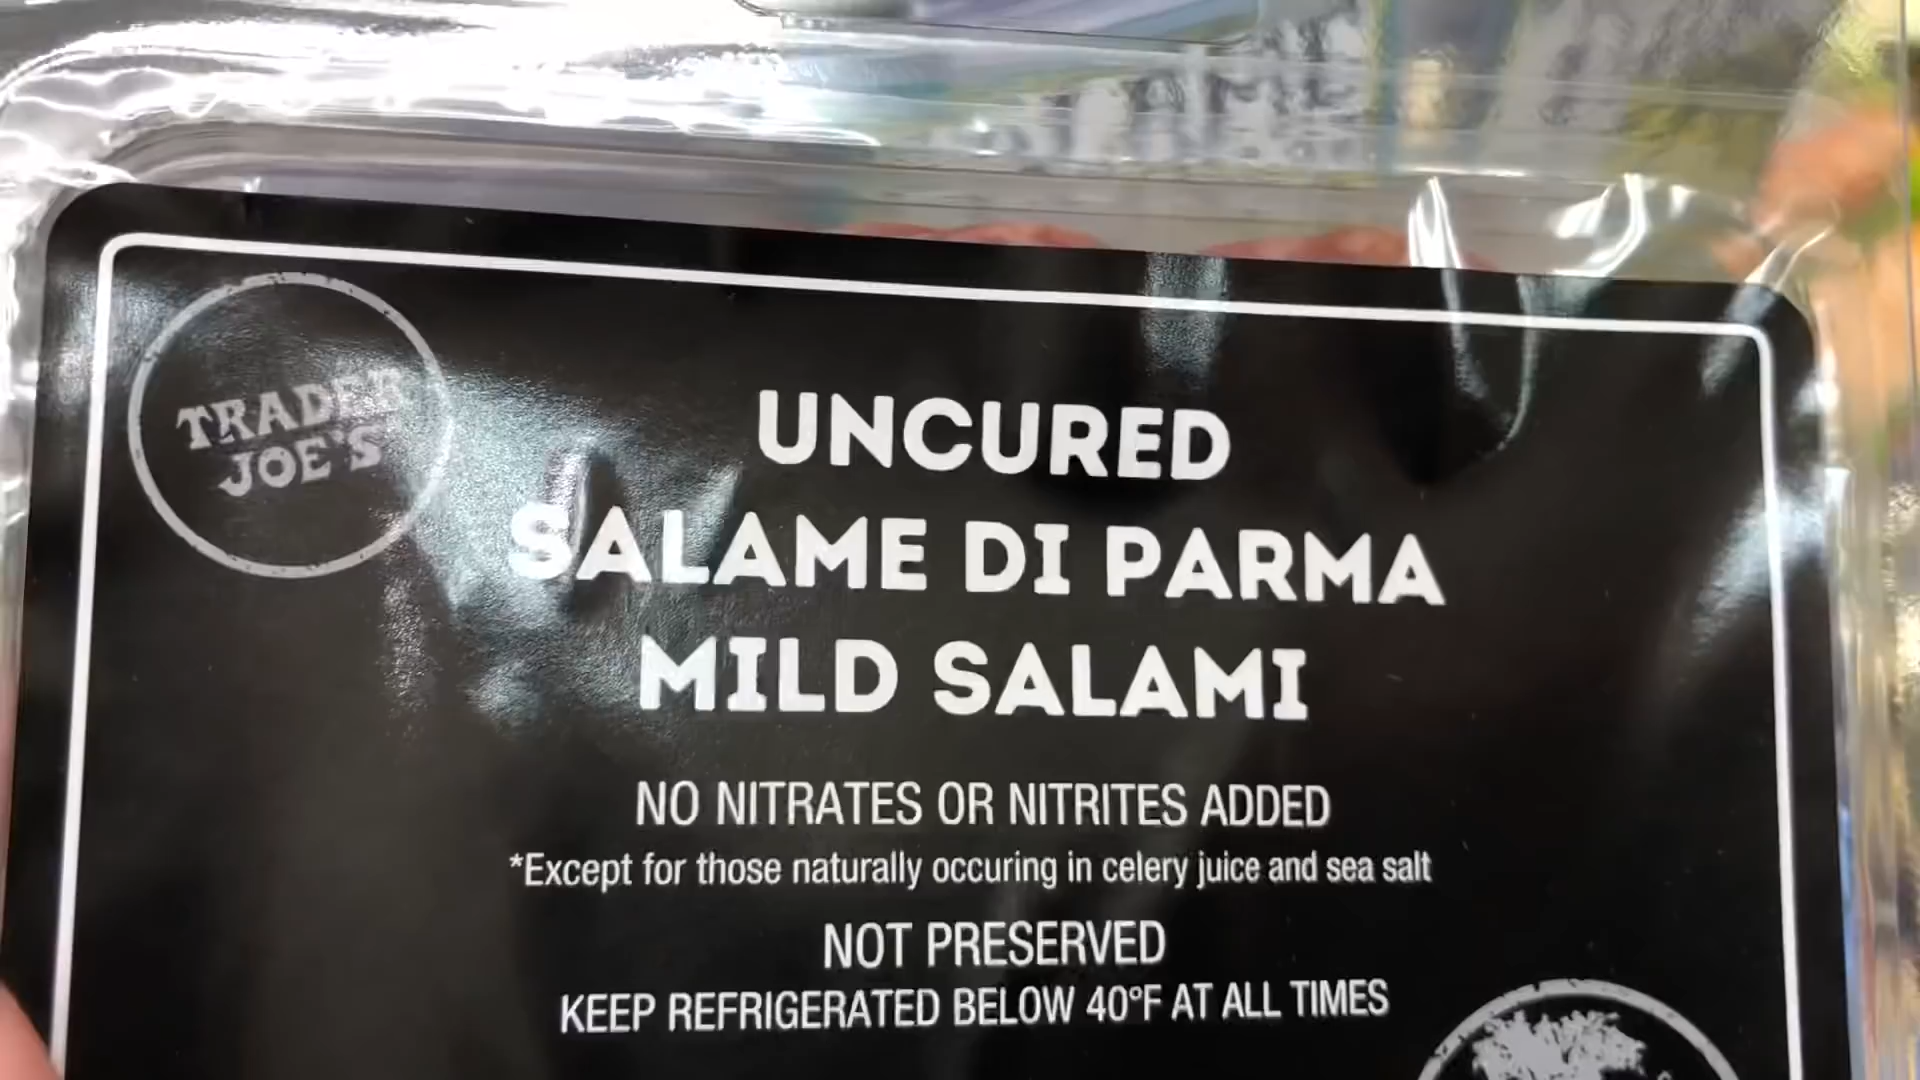 TRADER
JOE'S
UNCURED
SALAME DI PARMA
MILD SALAMI
NO NITRATES OR NITRITES ADDED
*Except for those naturally occuring in celery juice and sea salt
NOT PRESERVED
KEEP REFRIGERATED BELOW 40°F AT ALL TIMES